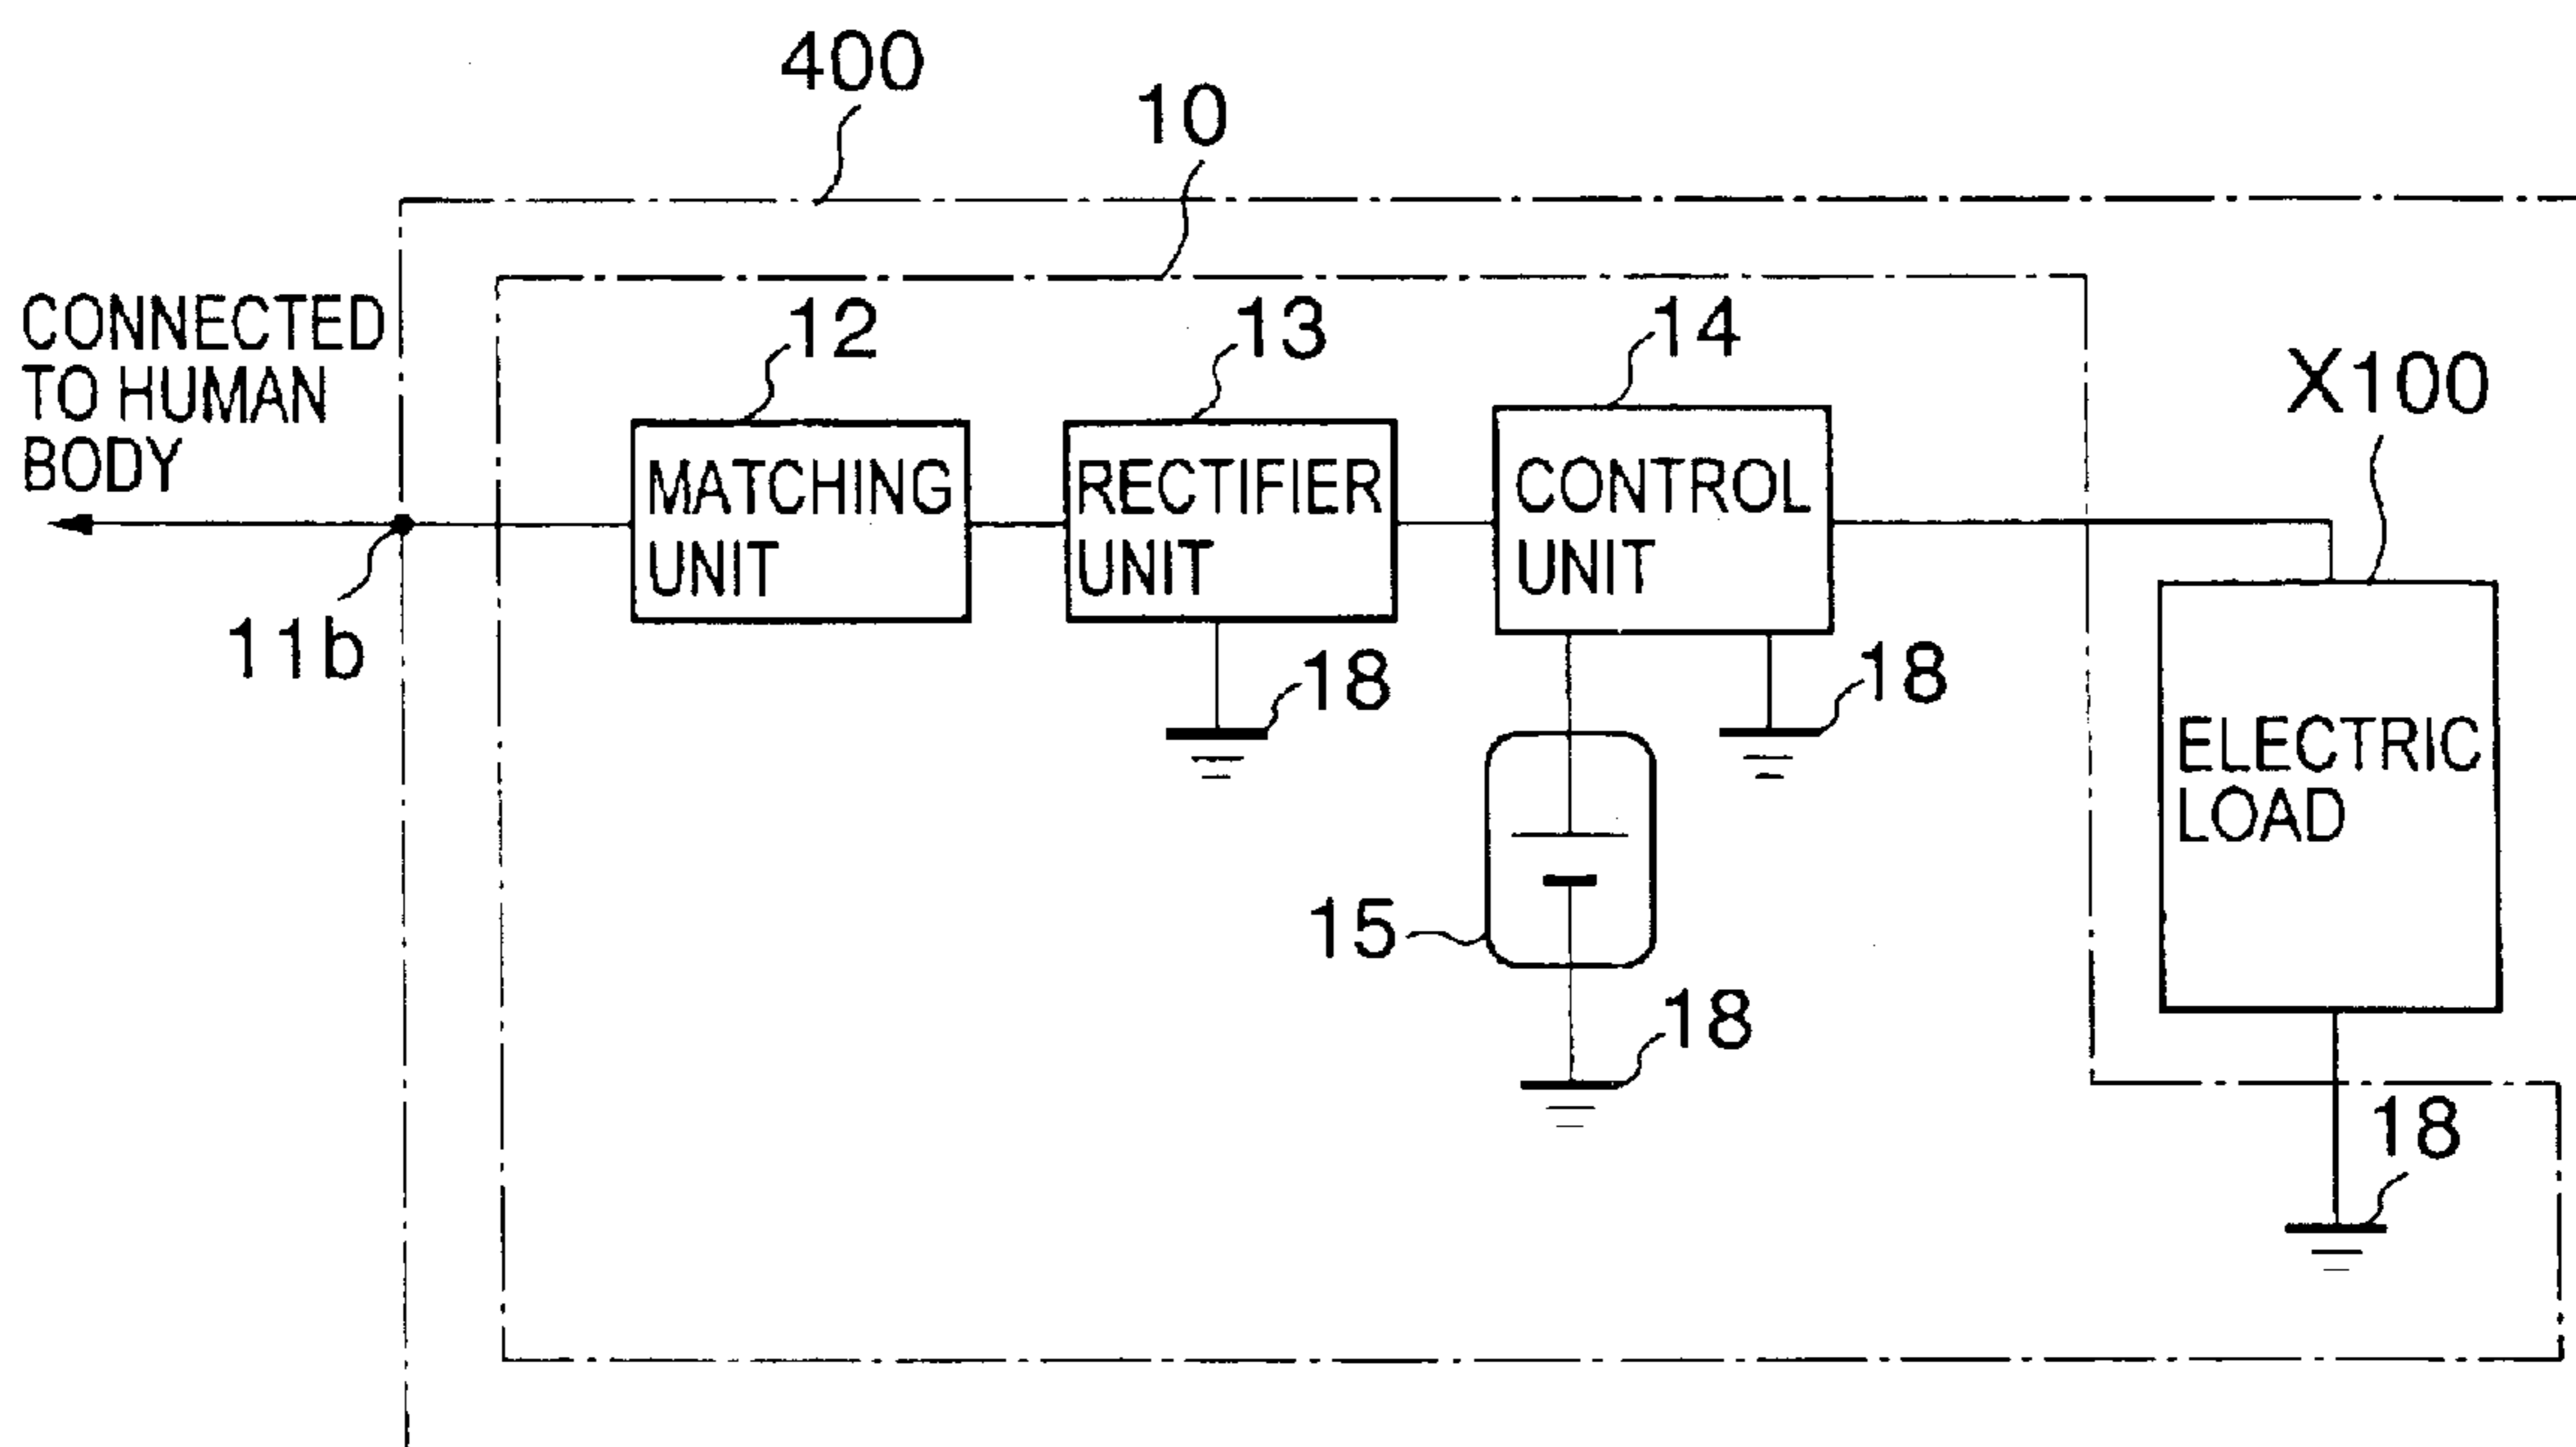 400
10
CONNECTED
TO HUMAN
BODY
12
13
14
X100
MATCHING
UNIT
RECTIFIER
UNIT
CONTROL
UNIT
11b
18
18
ELECTRIC
LOAD
15
18
18